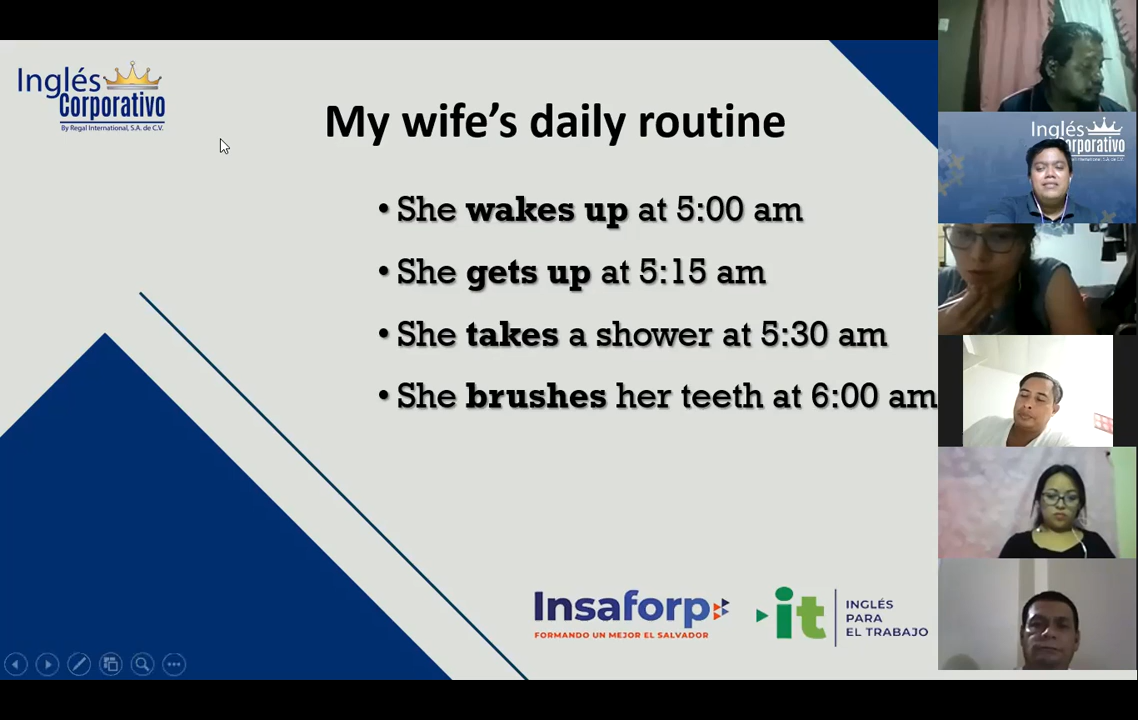 Inglés
Corporativo
By Regal International, S.A. de C.V.
My wife's daily routine
• She wakes up at 5:00 am
• She gets up at 5:15 am
• She takes a shower at 5:30 am
• She brushes her teeth at 6:00 am
Insaforp
FORMANDO UN MEJOR EL SALVADOR
it
INGLÉS
PARA
EL TRABAJO
Inglés